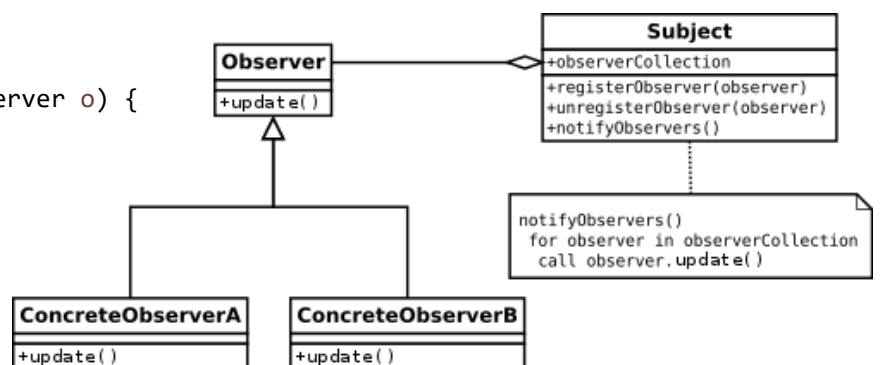 Subject
Observer
+observerCollection
+update()
+registerObserver(observer)
+unregisterObserver(observer)
+notifyObservers()
o) {
notifyObservers()
for observer in observerCollection
call observer.update()
ConcreteObserverA
+update()
ConcreteObserverB
+update()